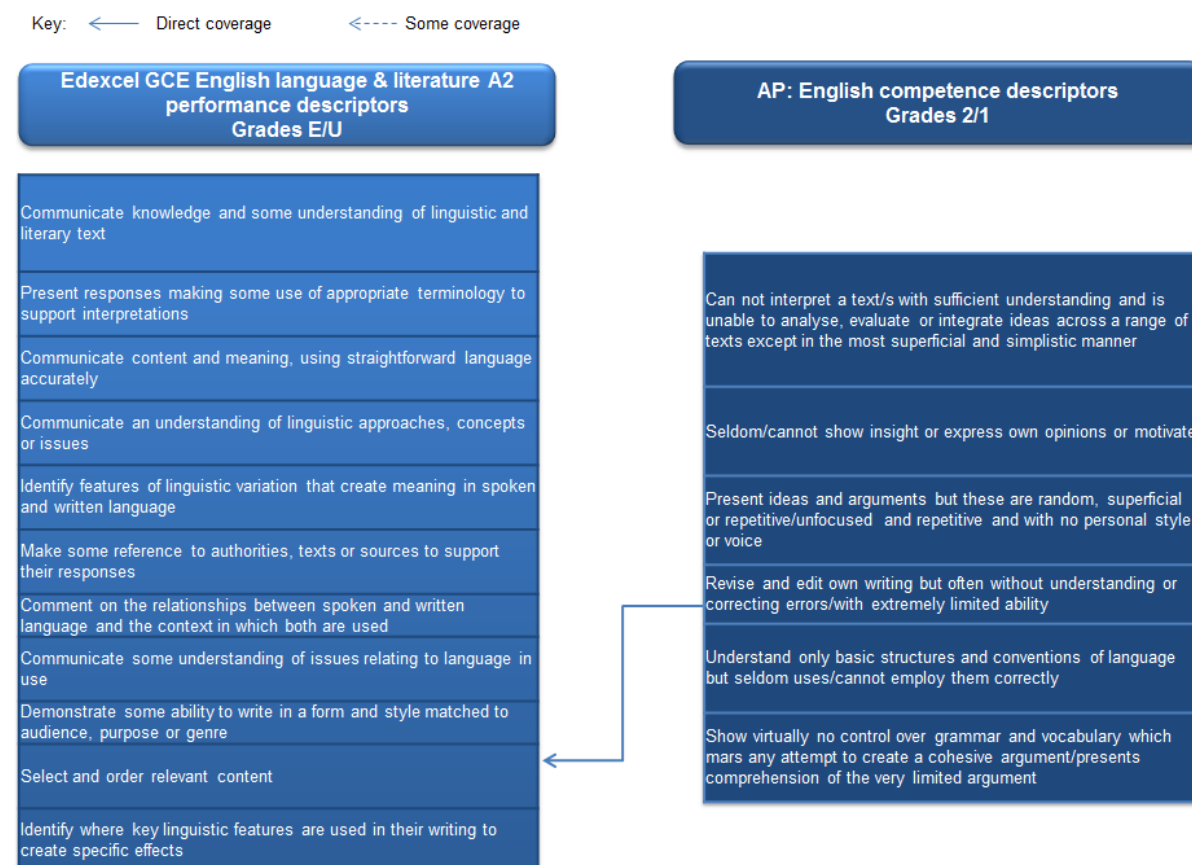 Key: Direct coverage Some coverage
Edexcel GCE English language & literature A2
performance descriptors
Grades E/U
AP: English competence descriptors
Grades 2/1
Communicate knowledge and some understanding of linguistic and
literary text
Present responses making some use of appropriate terminology to
support interpretations
Communicate content and meaning, using straightforward language
accurately
Communicate an understanding of linguistic approaches, concepts
or issues
Identify features of linguistic variation that create meaning in spoken
and written language
Make some reference to authorities, texts or sources to support
their responses
Comment on the relationships between spoken and written
language and the context in which both are used
Communicate some understanding of issues relating to language in
use
Demonstrate some ability to write in a form and style matched to
audience, purpose or genre
Select and order relevant content
Identify where key linguistic features are used in their writing to
create specific effects
Can not interpret a text/s with sufficient understanding and is
unable to analyse, evaluate or integrate ideas across a range of
texts except in the most superficial and simplistic manner
Seldom/cannot show insight or express own opinions or motivate
Present ideas and arguments but these are random, superficial
or repetitive/unfocused and repetitive and with no personal style
or voice
Revise and edit own writing but often without understanding or
correcting errors/with extremely limited ability
Understand only basic structures and conventions of language
but seldom uses/cannot employ them correctly
Show virtually no control over grammar and vocabulary which
mars any attempt to create a cohesive argument/presents
comprehension of the very limited argument